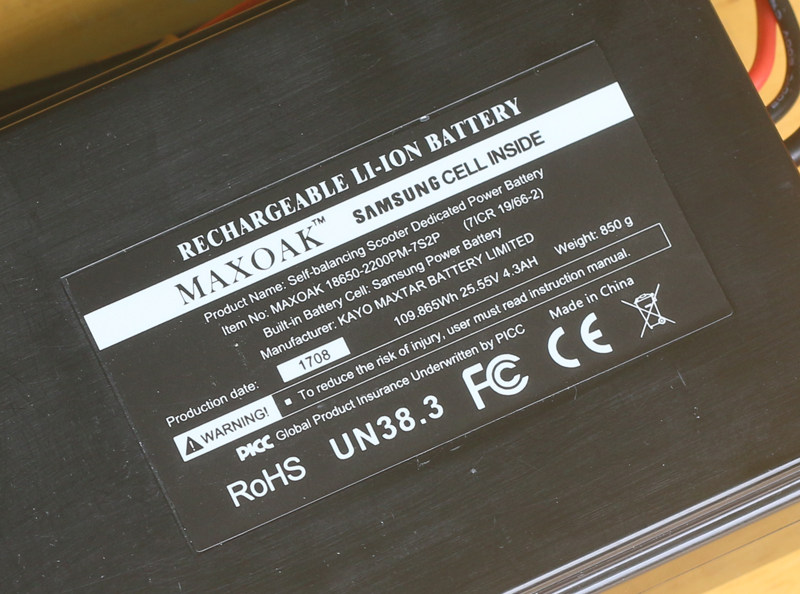 RECHARGEABLE LI-ION BATTERY
MAXOAK™ SAMSUNG CELL INSIDE
Product Name: Self-balancing Scooter Dedicated Power Battery
Item No: MAXOAK 18650-2200PM-7S2P (7ICR 19/66-2)
Built-in Battery Cell: Samsung Power Battery
Manufacturer: KAYO MAXTAR BATTERY LIMITED
109.865Wh 25.55V 4.3AH Weight: 850 g
Production date: 1708
WARNING! ▪ To reduce the risk of injury, user must read instruction manual.
PICC Global Product Insurance Underwritten by PICC Made in China
RoHS UN38.3 FC CE